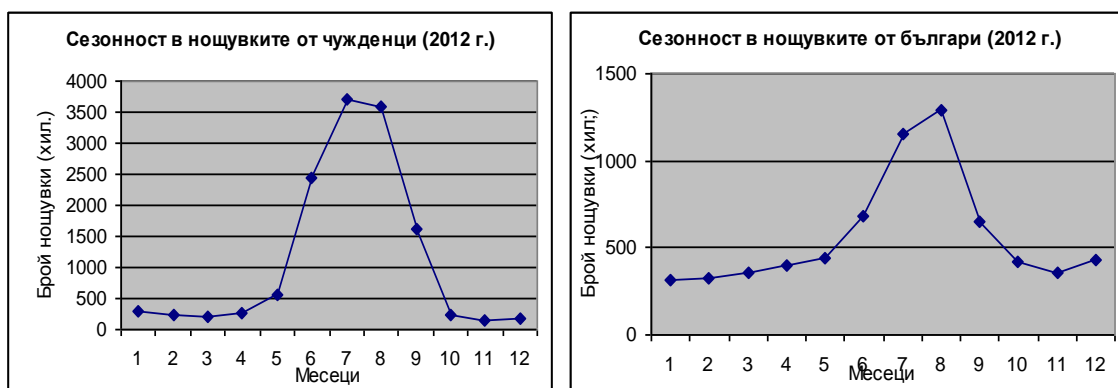 Сезонност в нощувките от чужденци (2012 г.)
4000
3500
3000
2500
2000
1500
1000
500
0
Брой нощувки (хил.)
1 2 3 4 5 6 7 8 9 10 11 12
Месеци
Сезонност в нощувките от българи (2012 г.)
1500
1000
500
0
Брой нощувки (хил;)
1 2 3 4 5 6 7 8 9 10 11 12
Месеци